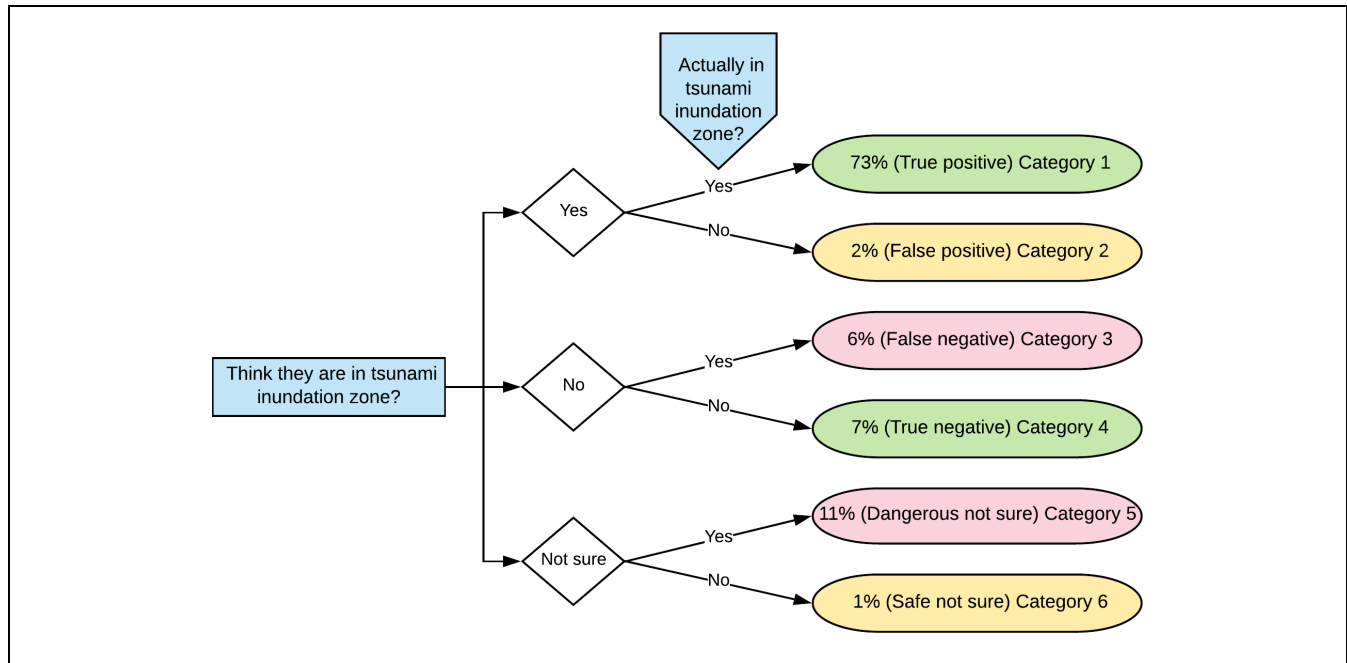 Actually in
tsunami
inundation
zone?
Yes
73% (True positive) Category 1
Yes
No
2% (False positive) Category 2
Think they are in tsunami
inundation zone?
No
Yes
6% (False negative) Category 3
No
7% (True negative) Category 4
Not sure
Yes
11% (Dangerous not sure) Category 5
No
1% (Safe not sure) Category 6